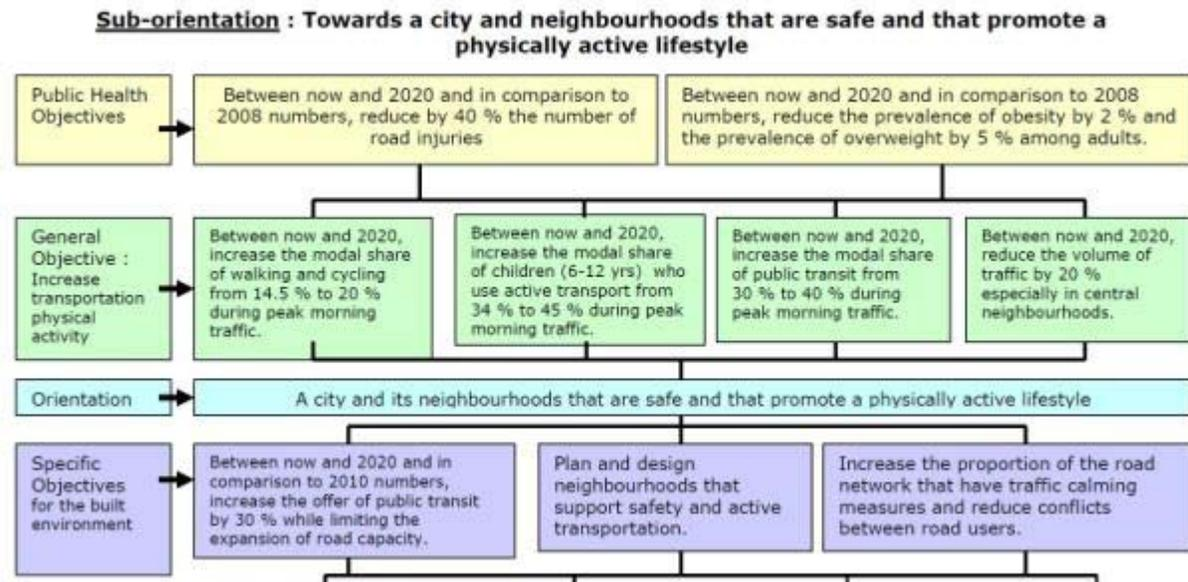 Sub-orientation : Towards a city and neighbourhoods that are safe and that promote a
physically active lifestyle
Public Health
Objectives
Between now and 2020 and in comparison to
2008 numbers, reduce by 40 % the number of
road injuries
Between now and 2020 and in comparison to 2008
numbers, reduce the prevalence of obesity by 2 % and
the prevalence of overweight by 5 % among adults.
General
Objective :
Increase
transportation
physical
activity
Between now and 2020,
increase the modal share
of walking and cycling
from 14.5 % to 20 %
during peak morning
traffic.
Between now and 2020,
increase the modal share
of children (6-12 yrs) who
use active transport from
34 % to 45 % during peak
morning traffic.
Between now and 2020,
increase the modal share
of public transit from
30 % to 40 % during
peak morning traffic.
Between now and 2020,
reduce the volume of
traffic by 20 %
especially in central
neighbourhoods.
Orientation
A city and its neighbourhoods that are safe and that promote a physically active lifestyle
Specific
Objectives
for the built
environment
Between now and 2020 and in
comparison to 2010 numbers,
increase the offer of public transit
by 30 % while limiting the
expansion of road capacity.
Plan and design
neighbourhoods that
support safety and active
transportation.
Increase the proportion of the road
network that have traffic calming
measures and reduce conflicts
between road users.